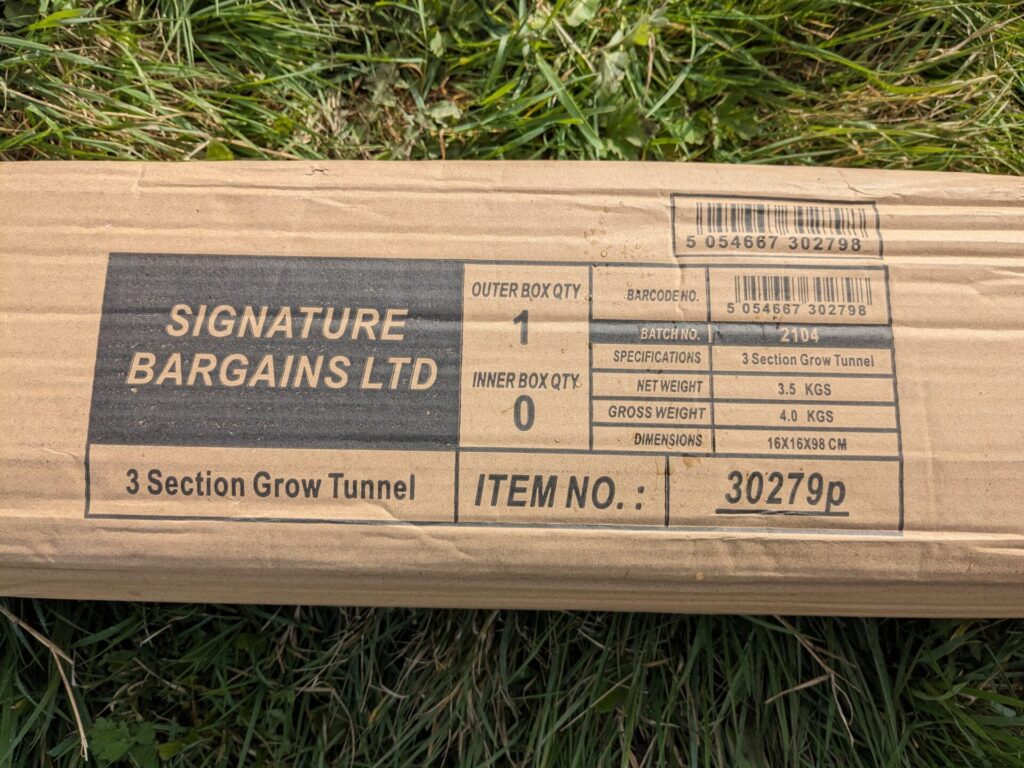 5 054667 302798
SIGNATURE
BARGAINS LTD
3 Section Grow Tunnel
OUTER BOX QTY
1
INNER BOX QTY
0
BARCODE NO.
5 054667 302798
BATCH NO. 2104
SPECIFICATIONS 3 Section Grow Tunnel
NET WEIGHT 3.5 KGS
GROSS WEIGHT 4.0 KGS
DIMENSIONS 16X16X98 CM
ITEM NO. : 30279p